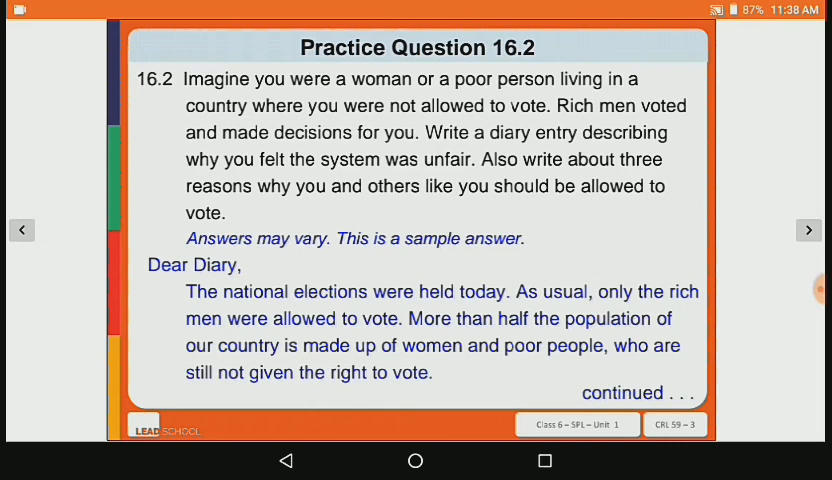 87% 11:38 AM
Practice Question 16.2
16.2 Imagine you were a woman or a poor person living in a
country where you were not allowed to vote. Rich men voted
and made decisions for you. Write a diary entry describing
why you felt the system was unfair. Also write about three
reasons why you and others like you should be allowed to
vote.
Answers may vary. This is a sample answer.
Dear Diary,
The national elections were held today. As usual, only the rich
men were allowed to vote. More than half the population of
our country is made up of women and poor people, who are
still not given the right to vote.
continued . . .
LEAD SCHOOL
Class 6 – SPL – Unit 1
CRL 59 – 3